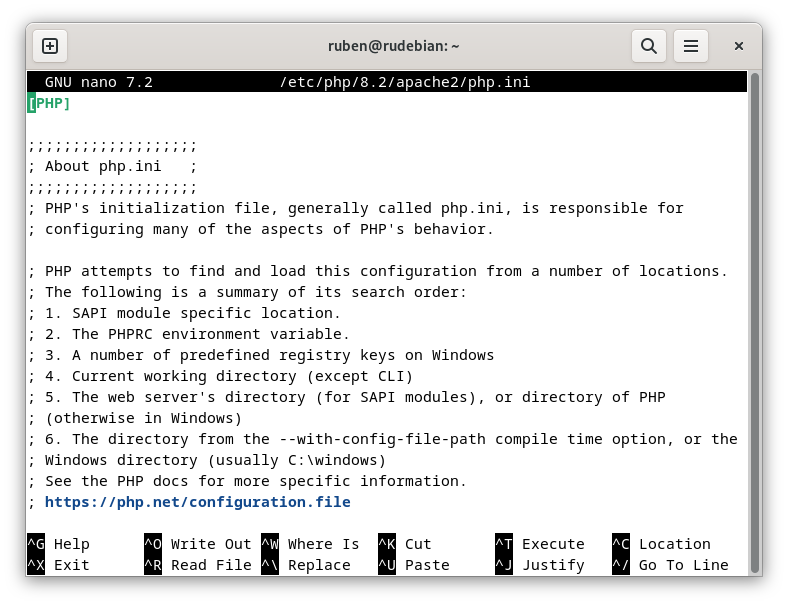 ruben@rudebian: ~
GNU nano 7.2 /etc/php/8.2/apache2/php.ini
[PHP]
;;;;;;;;;;;;;;;;;;;
; About php.ini   ;
;;;;;;;;;;;;;;;;;;;
; PHP's initialization file, generally called php.ini, is responsible for
; configuring many of the aspects of PHP's behavior.
; PHP attempts to find and load this configuration from a number of locations.
; The following is a summary of its search order:
; 1. SAPI module specific location.
; 2. The PHPRC environment variable.
; 3. A number of predefined registry keys on Windows
; 4. Current working directory (except CLI)
; 5. The web server's directory (for SAPI modules), or directory of PHP
; (otherwise in Windows)
; 6. The directory from the --with-config-file-path compile time option, or the
; Windows directory (usually C:\windows)
; See the PHP docs for more specific information.
; https://php.net/configuration.file
^G Help ^O Write Out ^W Where Is ^K Cut ^T Execute ^C Location
^X Exit ^R Read File ^\ Replace ^U Paste ^J Justify ^/ Go To Line